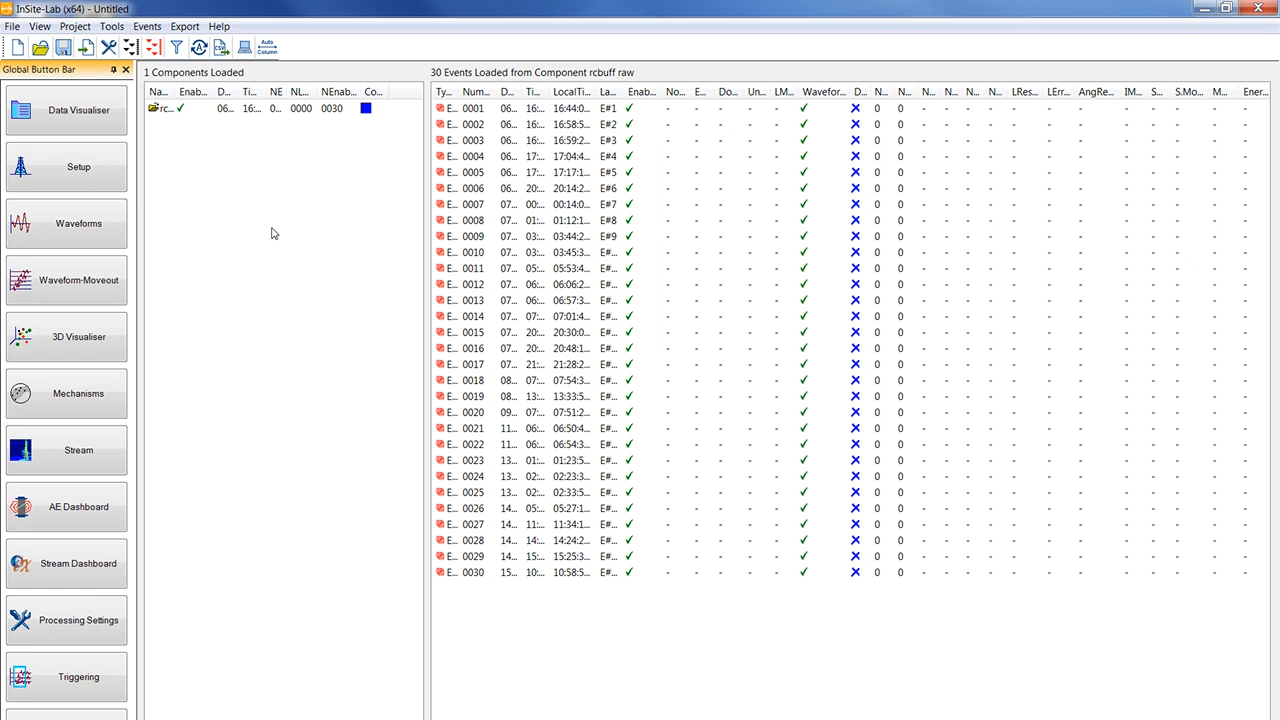 InSite-Lab (x64) - Untitled
File View Project Tools Events Export Help
CSV Auto Column
Global Button Bar
Data Visualiser
Setup
Waveforms
Waveform-Moveout
3D Visualiser
Mechanisms
Stream
AE Dashboard
Stream Dashboard
Processing Settings
Triggering
1 Components Loaded
Na... Enab... D... Ti... NE NL... NEnab... Co...
rc... 06... 16:... 0... 0000 0030
30 Events Loaded from Component rcbuff raw
Ty... Num... D... Ti... LocalTi... La... Enab... No... E... Do... Un... LM... Wavefor... D... N... N... N... N... N... N... LRes... LErr... AngRe... IM... S... S.Mo... M... Ener...
E... 0001 06... 16:... 16:44:0... E#1 - - - - - 0 0 - - - - - - - - - - - -
E... 0002 06... 16:... 16:58:5... E#2 - - - - - 0 0 - - - - - - - - - - - -
E... 0003 06... 16:... 16:59:2... E#3 - - - - - 0 0 - - - - - - - - - - - -
E... 0004 06... 17:... 17:04:4... E#4 - - - - - 0 0 - - - - - - - - - - - -
E... 0005 06... 17:... 17:17:1... E#5 - - - - - 0 0 - - - - - - - - - - - -
E... 0006 06... 20:... 20:14:2... E#6 - - - - - 0 0 - - - - - - - - - - - -
E... 0007 07... 00:... 00:14:0... E#7 - - - - - 0 0 - - - - - - - - - - - -
E... 0008 07... 01:... 01:12:1... E#8 - - - - - 0 0 - - - - - - - - - - - -
E... 0009 07... 03:... 03:44:2... E#9 - - - - - 0 0 - - - - - - - - - - - -
E... 0010 07... 03:... 03:45:3... E#... - - - - - 0 0 - - - - - - - - - - - -
E... 0011 07... 05:... 05:53:4... E#... - - - - - 0 0 - - - - - - - - - - - -
E... 0012 07... 06:... 06:06:2... E#... - - - - - 0 0 - - - - - - - - - - - -
E... 0013 07... 06:... 06:57:3... E#... - - - - - 0 0 - - - - - - - - - - - -
E... 0014 07... 07:... 07:01:4... E#... - - - - - 0 0 - - - - - - - - - - - -
E... 0015 07... 20:... 20:30:0... E#... - - - - - 0 0 - - - - - - - - - - - -
E... 0016 07... 20:... 20:48:1... E#... - - - - - 0 0 - - - - - - - - - - - -
E... 0017 07... 21:... 21:28:2... E#... - - - - - 0 0 - - - - - - - - - - - -
E... 0018 08... 07:... 07:54:3... E#... - - - - - 0 0 - - - - - - - - - - - -
E... 0019 08... 13:... 13:33:5... E#... - - - - - 0 0 - - - - - - - - - - - -
E... 0020 09... 07:... 07:51:2... E#... - - - - - 0 0 - - - - - - - - - - - -
E... 0021 11... 06:... 06:50:4... E#... - - - - - 0 0 - - - - - - - - - - - -
E... 0022 11... 06:... 06:54:3... E#... - - - - - 0 0 - - - - - - - - - - - -
E... 0023 13... 01:... 01:23:5... E#... - - - - - 0 0 - - - - - - - - - - - -
E... 0024 13... 02:... 02:23:3... E#... - - - - - 0 0 - - - - - - - - - - - -
E... 0025 13... 02:... 02:33:5... E#... - - - - - 0 0 - - - - - - - - - - - -
E... 0026 14... 05:... 05:27:1... E#... - - - - - 0 0 - - - - - - - - - - - -
E... 0027 14... 11:... 11:34:1... E#... - - - - - 0 0 - - - - - - - - - - - -
E... 0028 14... 14:... 14:24:2... E#... - - - - - 0 0 - - - - - - - - - - - -
E... 0029 14... 15:... 15:25:3... E#... - - - - - 0 0 - - - - - - - - - - - -
E... 0030 15... 10:... 10:58:5... E#... - - - - - 0 0 - - - - - - - - - - - -